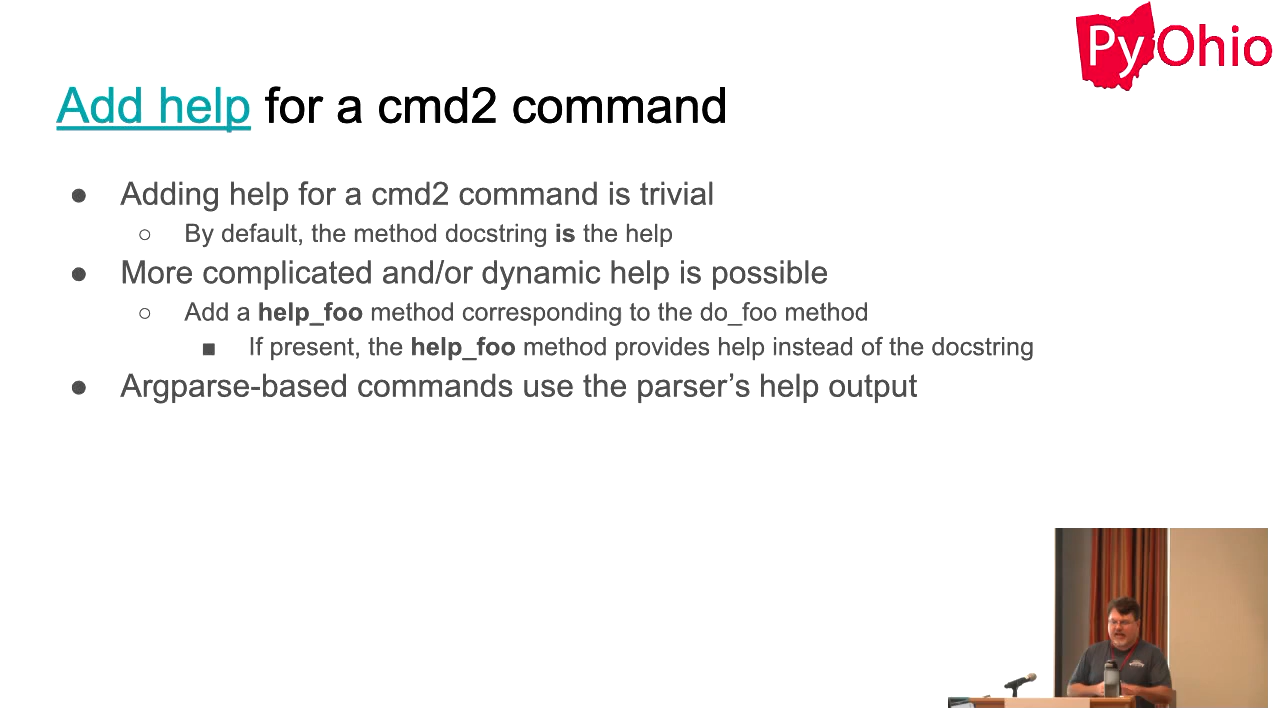 PyOhio
Add help for a cmd2 command
● Adding help for a cmd2 command is trivial
○ By default, the method docstring is the help
● More complicated and/or dynamic help is possible
○ Add a help_foo method corresponding to the do_foo method
■ If present, the help_foo method provides help instead of the docstring
● Argparse-based commands use the parser’s help output